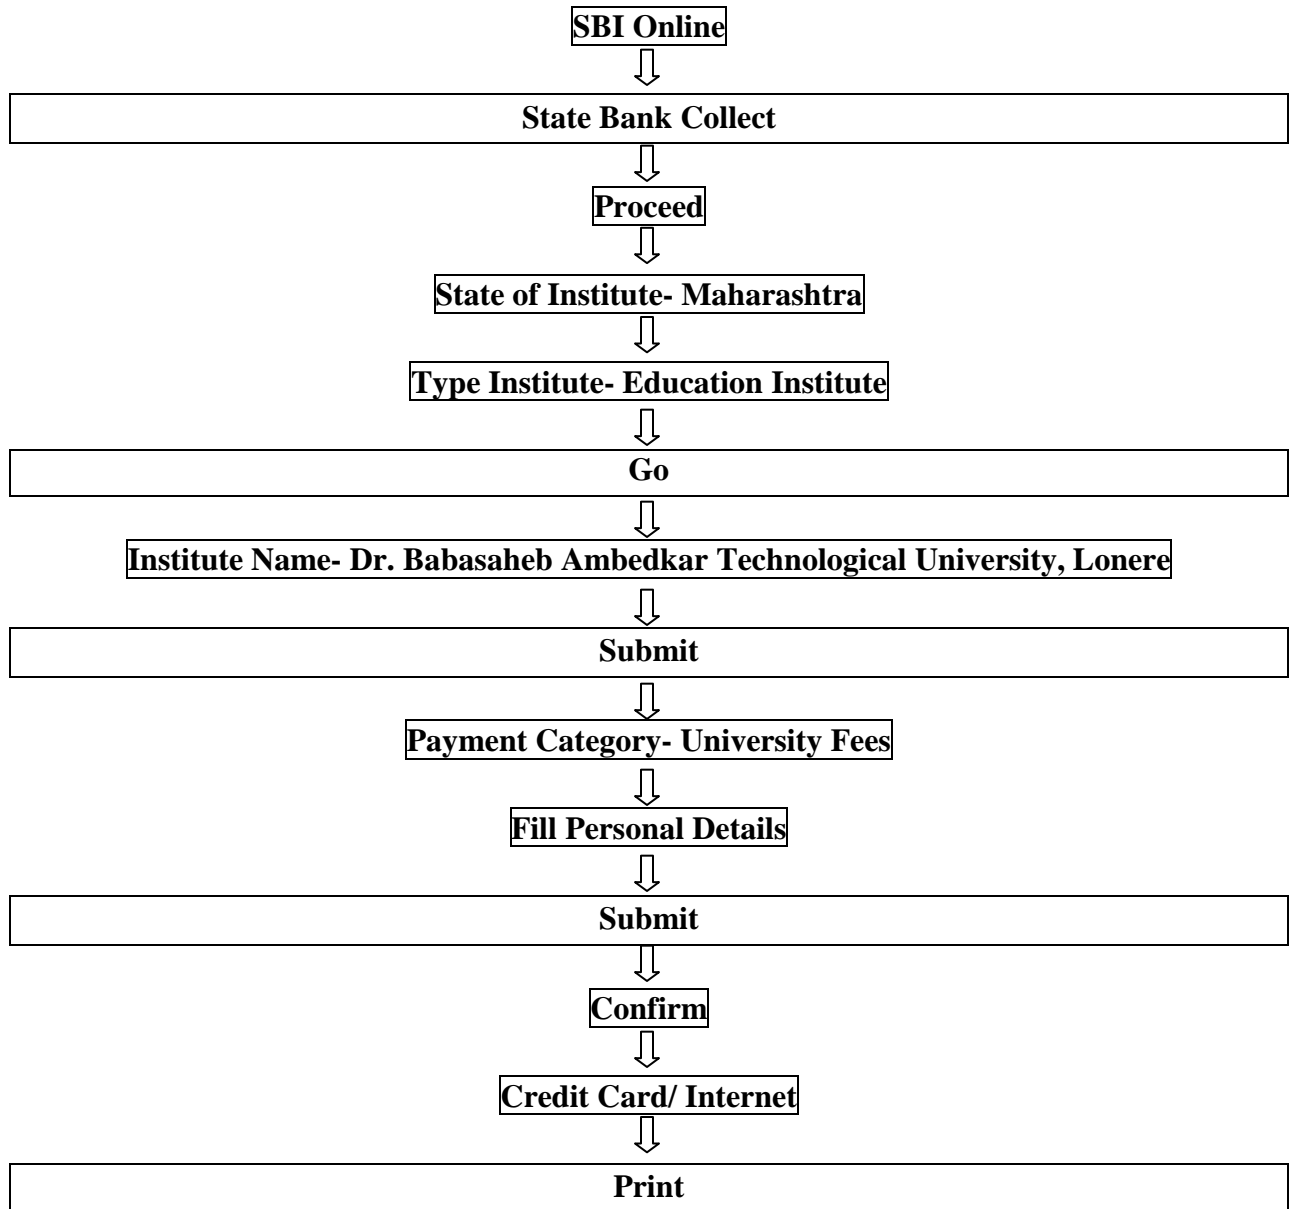 SBI Online
State Bank Collect
Proceed
State of Institute- Maharashtra
Type Institute- Education Institute
Go
Institute Name- Dr. Babasaheb Ambedkar Technological University, Lonere
Submit
Payment Category- University Fees
Fill Personal Details
Submit
Confirm
Credit Card/ Internet
Print